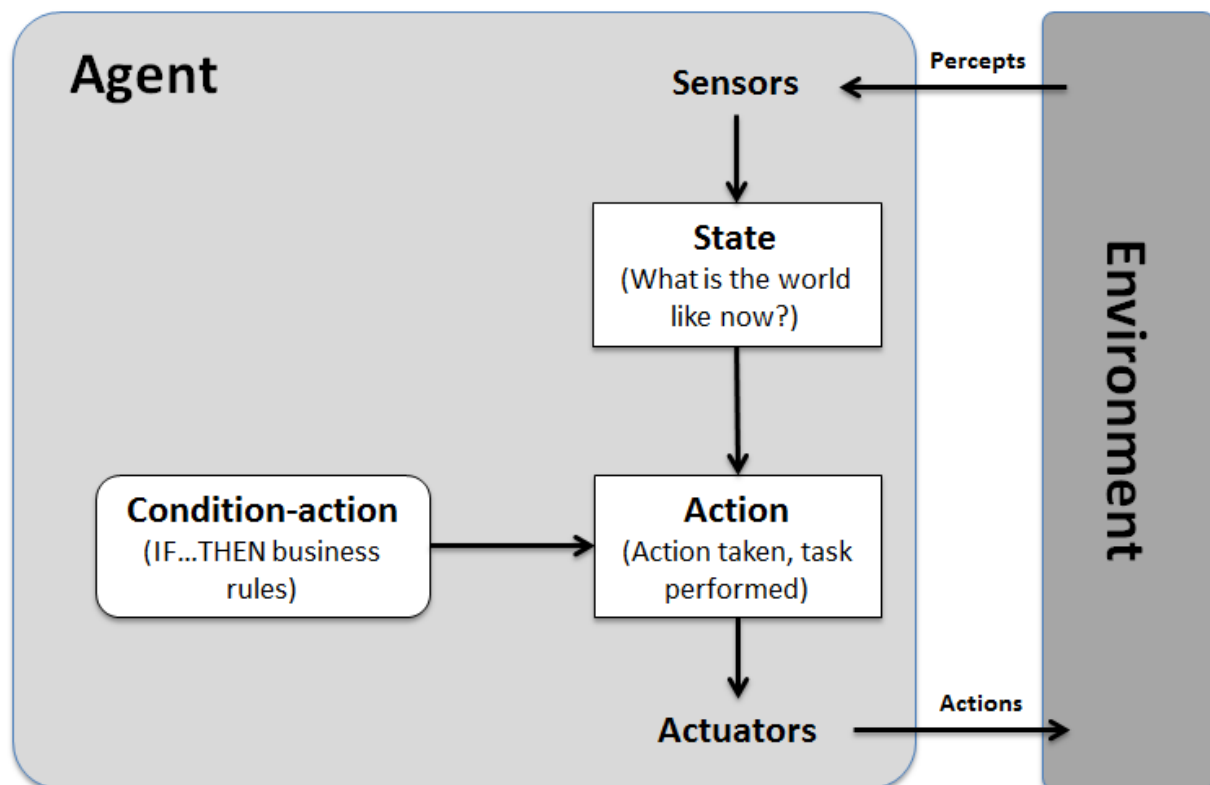 Agent
Sensors
Percepts
State
(What is the world
like now?)
Environment
Condition-action
(IF...THEN business
rules)
Action
(Action taken, task
performed)
Actuators
Actions